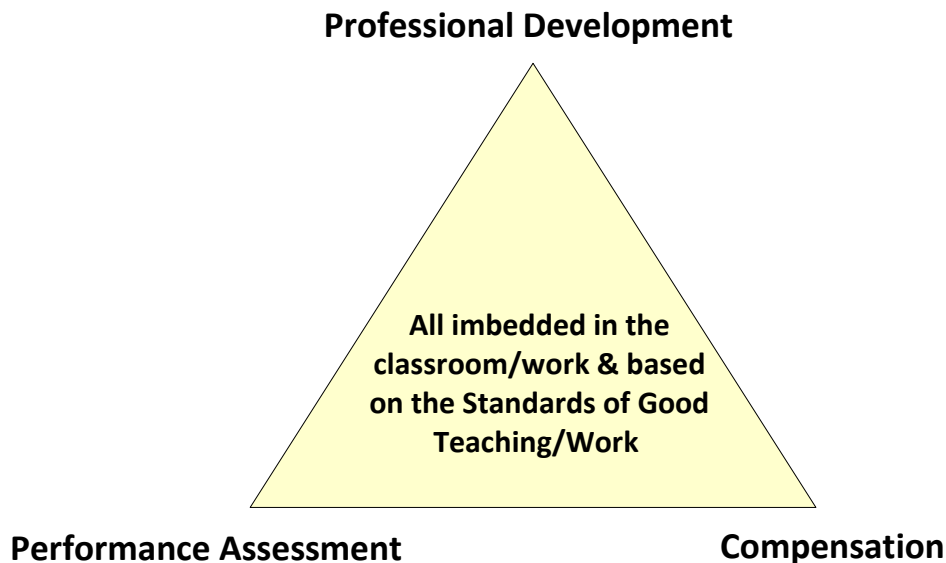 Professional Development
All imbedded in the
classroom/work & based
on the Standards of Good
Teaching/Work
Performance Assessment
Compensation